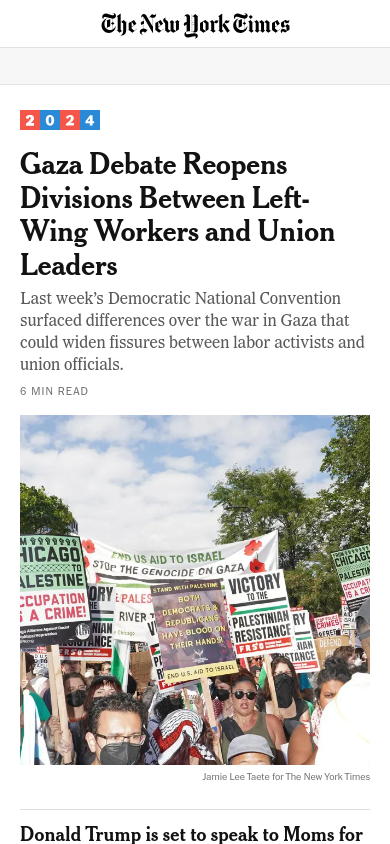 The New York Times
2024
Gaza Debate Reopens
Divisions Between Left-
Wing Workers and Union
Leaders
Last week's Democratic National Convention
surfaced differences over the war in Gaza that
could widen fissures between labor activists and
union officials.
6 MIN READ
END US AID TO ISRAEL
STOP THE GENOCIDE ON GAZA
CHICAGO
TO
PALESTINE
OCCUPATION
IS A CRIME!
STAND WITH PALESTINE
BOTH
DEMOCRATS &
REPUBLICANS
HAVE BLOOD ON
THEIR HANDS!
END U.S. AID TO ISRAEL
VICTORY
TO THE
PALESTINIAN
RESISTANCE
FRSO
RIVER T
Jamie Lee Taete for The New York Times
Donald Trump is set to speak to Moms for